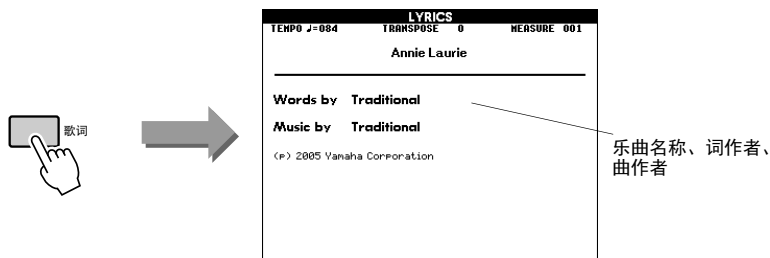 LYRICS
TEMPO ♩=084 TRANSPOSE 0 MEASURE 001
Annie Laurie
Words by Traditional
歌词
Music by Traditional
(P) 2005 Yamaha Corporation
乐曲名称、词作者、
曲作者